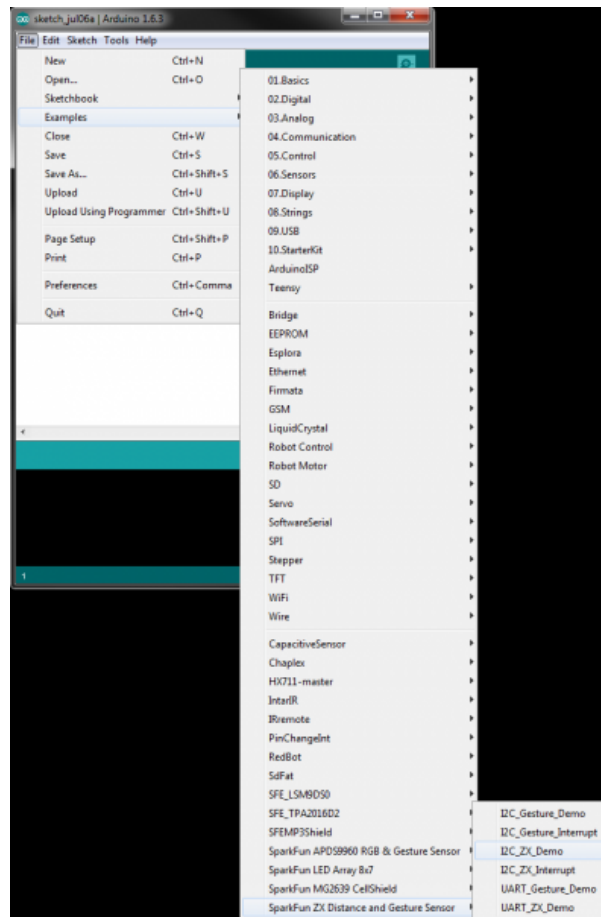 sketch_jul06a | Arduino 1.6.3
File Edit Sketch Tools Help
New Ctrl+N
Open... Ctrl+O
Sketchbook
Examples
Close Ctrl+W
Save Ctrl+S
Save As... Ctrl+Shift+S
Upload Ctrl+U
Upload Using Programmer Ctrl+Shift+U
Page Setup Ctrl+Shift+P
Print Ctrl+P
Preferences Ctrl+Comma
Quit Ctrl+Q
1
01.Basics
02.Digital
03.Analog
04.Communication
05.Control
06.Sensors
07.Display
08.Strings
09.USB
10.StarterKit
ArduinoISP
Teensy
Bridge
EEPROM
Esplora
Ethernet
Firmata
GSM
LiquidCrystal
Robot Control
Robot Motor
SD
Servo
SoftwareSerial
SPI
Stepper
TFT
WiFi
Wire
CapacitiveSensor
Chaplex
HX711-master
IntarIR
IRremote
PinChangeInt
RedBot
SdFat
SFE_LSM9DS0
SFE_TPA2016D2
SFEMP3Shield
SparkFun APDS9960 RGB & Gesture Sensor
SparkFun LED Array 8x7
SparkFun MG2639 CellShield
SparkFun ZX Distance and Gesture Sensor
I2C_Gesture_Demo
I2C_Gesture_Interrupt
I2C_ZX_Demo
I2C_ZX_Interrupt
UART_Gesture_Demo
UART_ZX_Demo